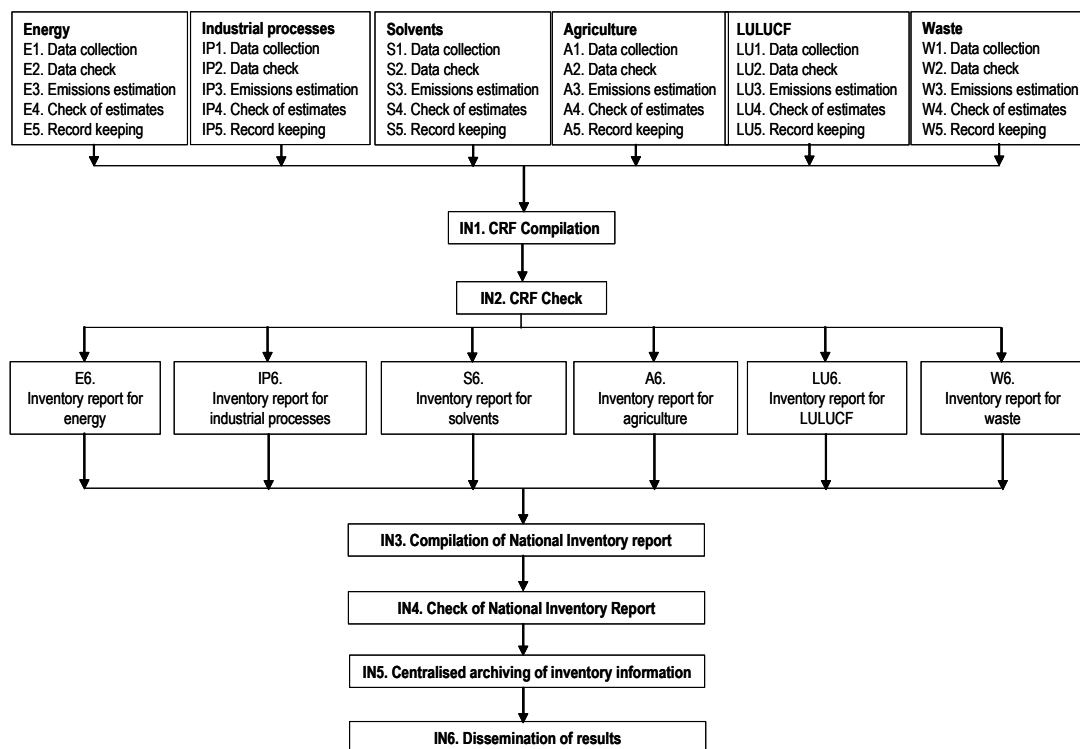 Energy
E1. Data collection
E2. Data check
E3. Emissions estimation
E4. Check of estimates
E5. Record keeping
Industrial processes
IP1. Data collection
IP2. Data check
IP3. Emissions estimation
IP4. Check of estimates
IP5. Record keeping
Solvents
S1. Data collection
S2. Data check
S3. Emissions estimation
S4. Check of estimates
S5. Record keeping
Agriculture
A1. Data collection
A2. Data check
A3. Emissions estimation
A4. Check of estimates
A5. Record keeping
LULUCF
LU1. Data collection
LU2. Data check
LU3. Emissions estimation
LU4. Check of estimates
LU5. Record keeping
Waste
W1. Data collection
W2. Data check
W3. Emissions estimation
W4. Check of estimates
W5. Record keeping
IN1. CRF Compilation
IN2. CRF Check
E6.
Inventory report for
energy
IP6.
Inventory report for
industrial processes
S6.
Inventory report for
solvents
A6.
Inventory report for
agriculture
LU6.
Inventory report for
LULUCF
W6.
Inventory report for
waste
IN3. Compilation of National Inventory report
IN4. Check of National Inventory Report
IN5. Centralised archiving of inventory information
IN6. Dissemination of results